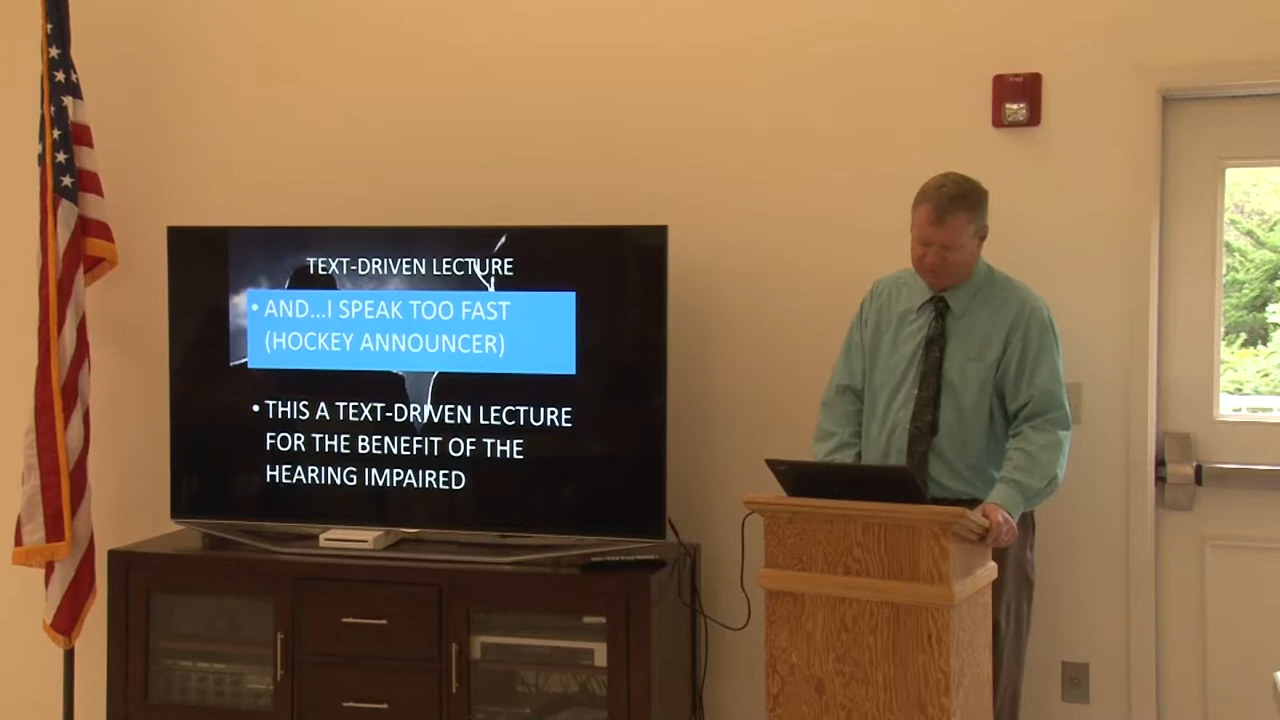 TEXT-DRIVEN LECTURE
• AND...I SPEAK TOO FAST
(HOCKEY ANNOUNCER)
• THIS A TEXT-DRIVEN LECTURE
FOR THE BENEFIT OF THE
HEARING IMPAIRED